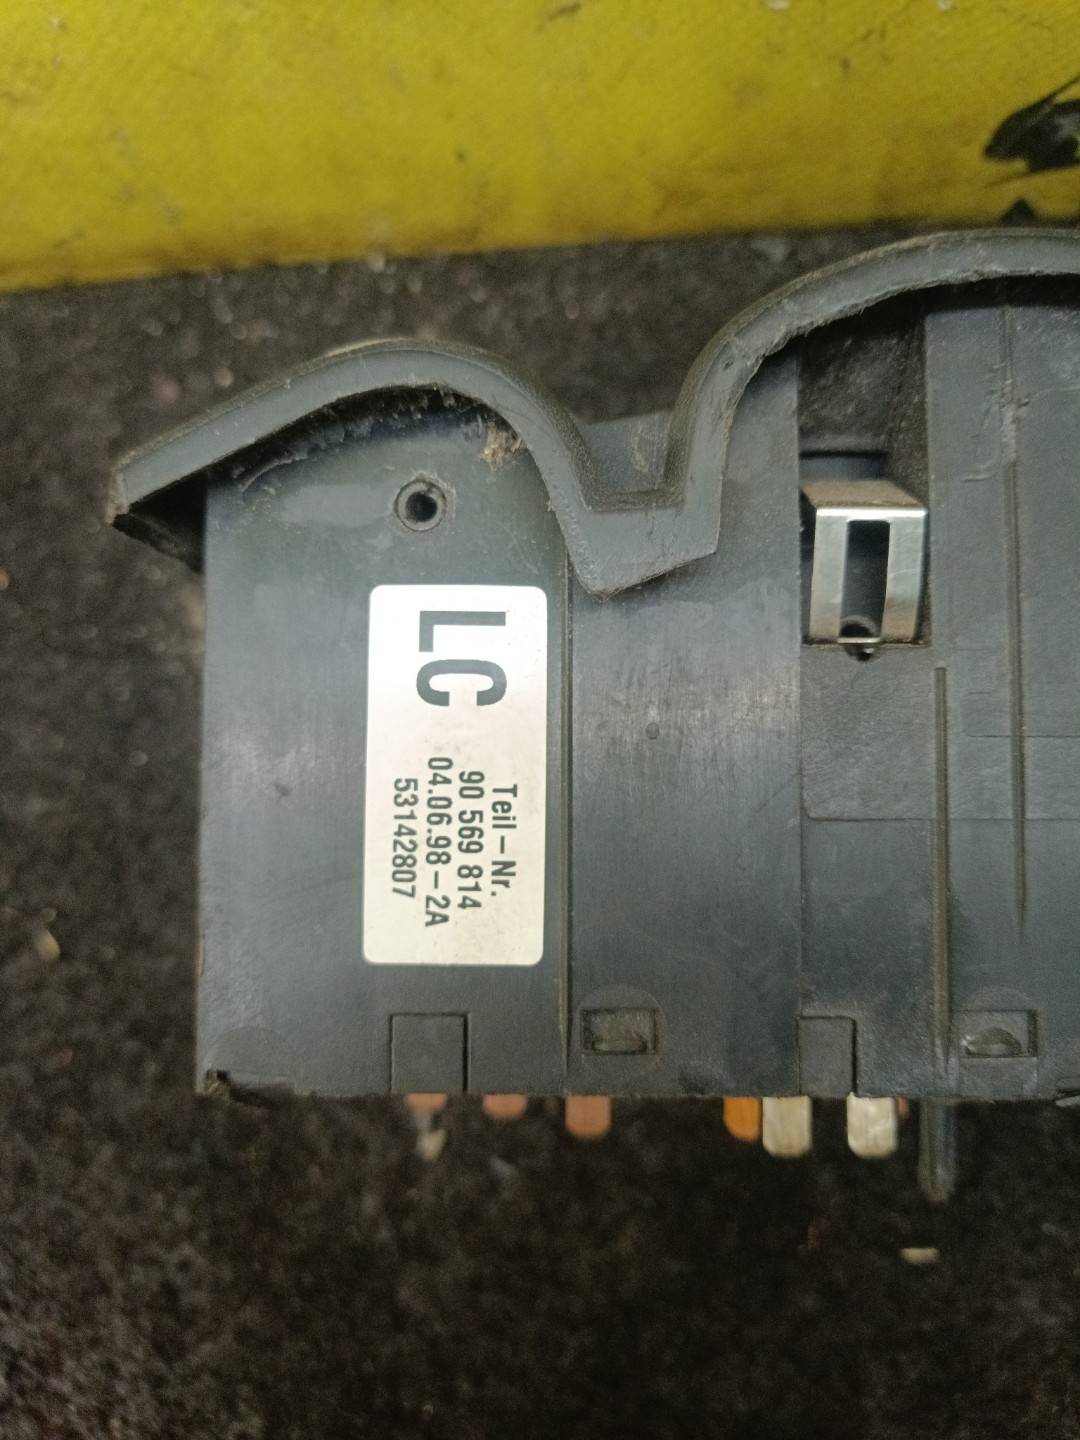 LC
Teil-Nr.
90 569 814
04.06.98-2A
53142807